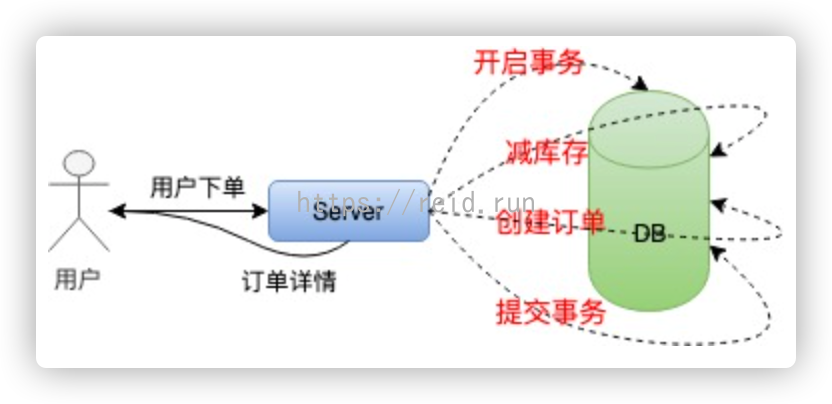 开启事务
减库存
用户下单
https://reid.run
Server
创建订单
DB
用户
订单详情
提交事务